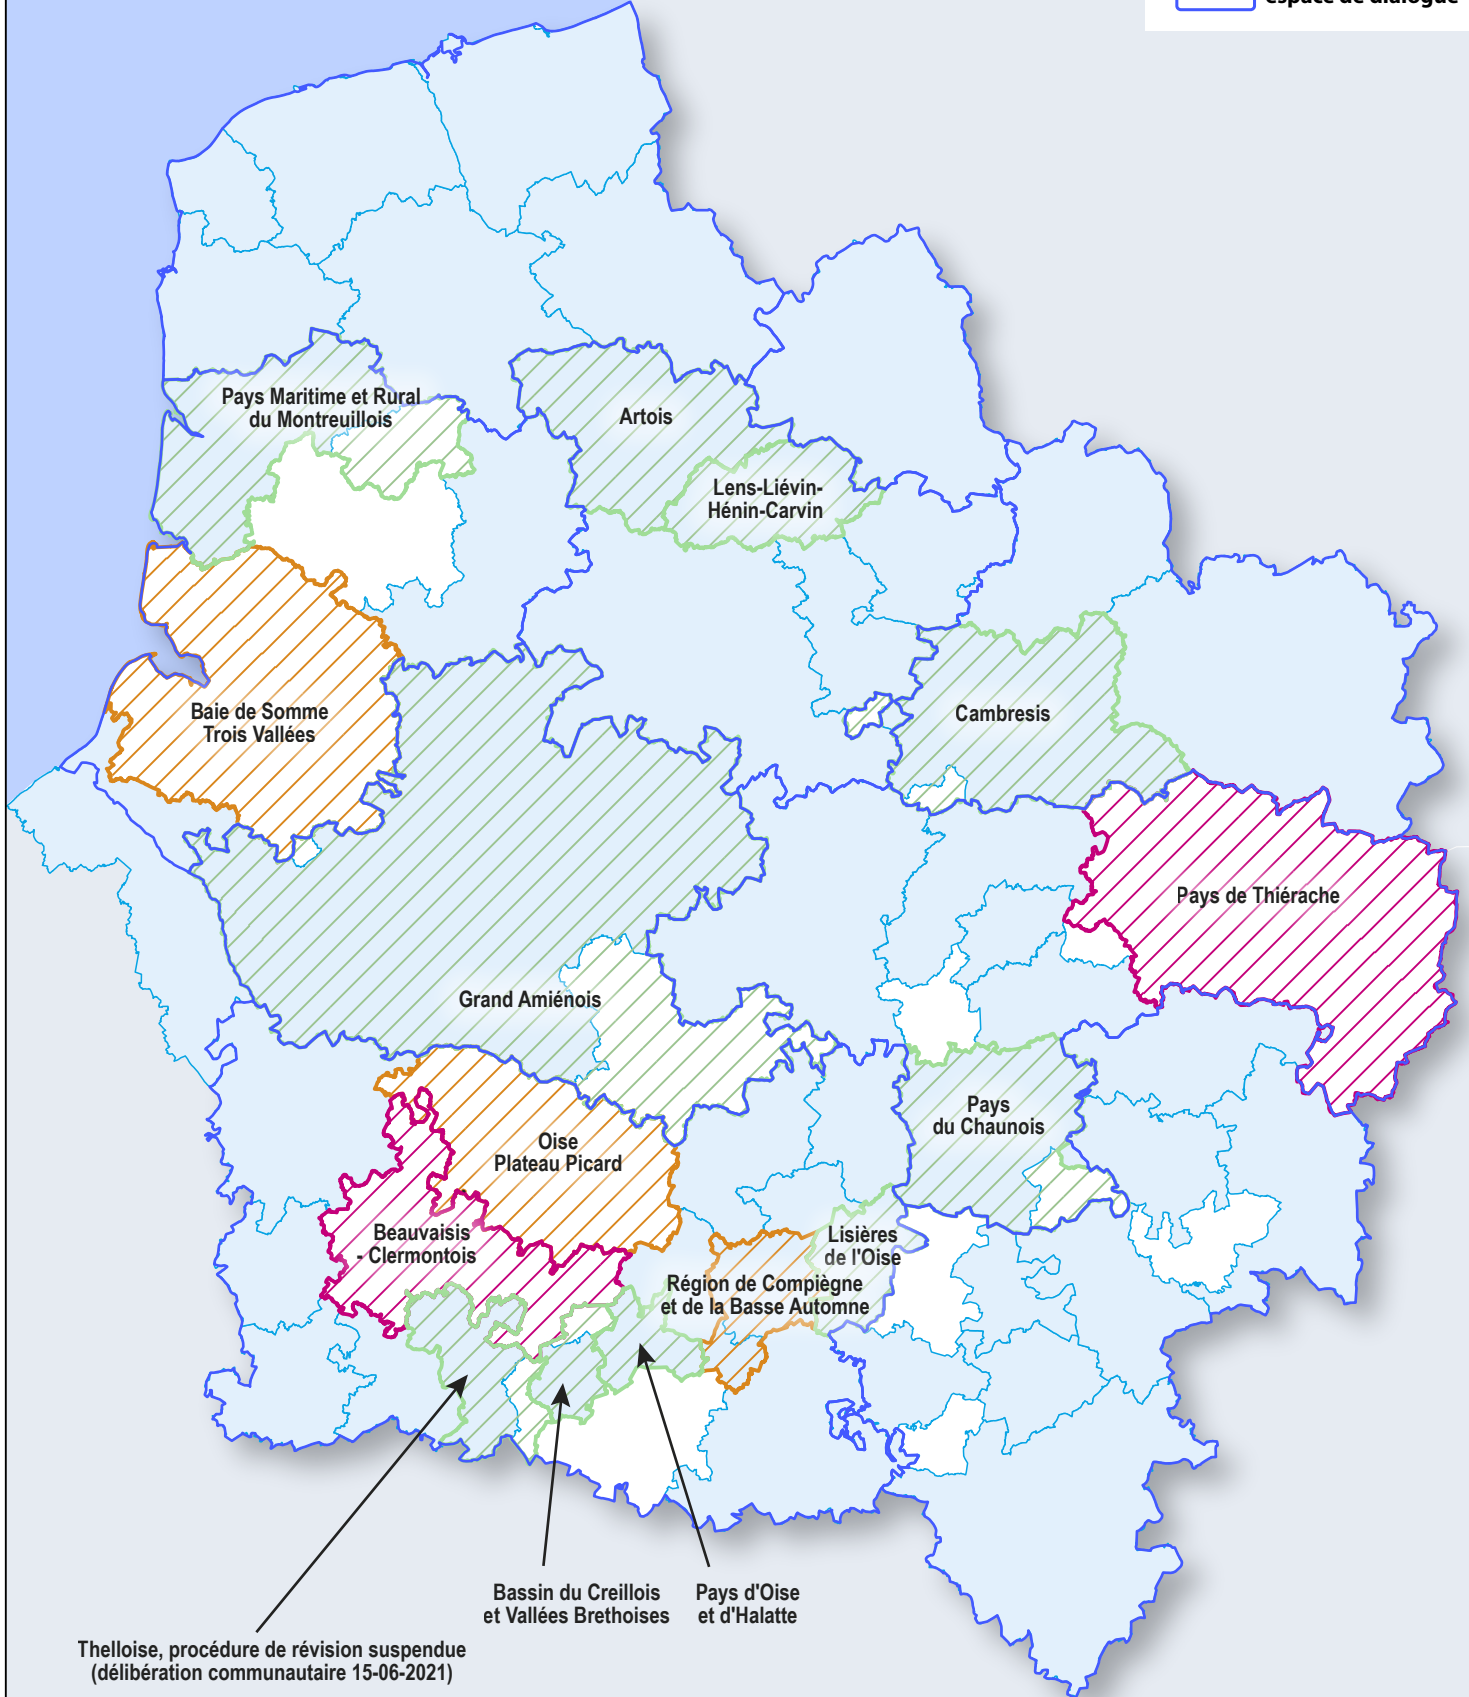 espace de dialogue
Pays Maritime et Rural
du Montreuillois
Artois
Lens-Liévin-
Hénin-Carvin
Baie de Somme
Trois Vallées
Cambresis
Pays de Thiérache
Grand Amiénois
Pays
du Chaunois
Oise
Plateau Picard
Beauvaisis
- Clermontois
Lisières
de l'Oise
Région de Compiègne
et de la Basse Automne
Bassin du Creillois
et Vallées Brethoises
Pays d'Oise
et d'Halatte
Thelloise, procédure de révision suspendue
(délibération communautaire 15-06-2021)